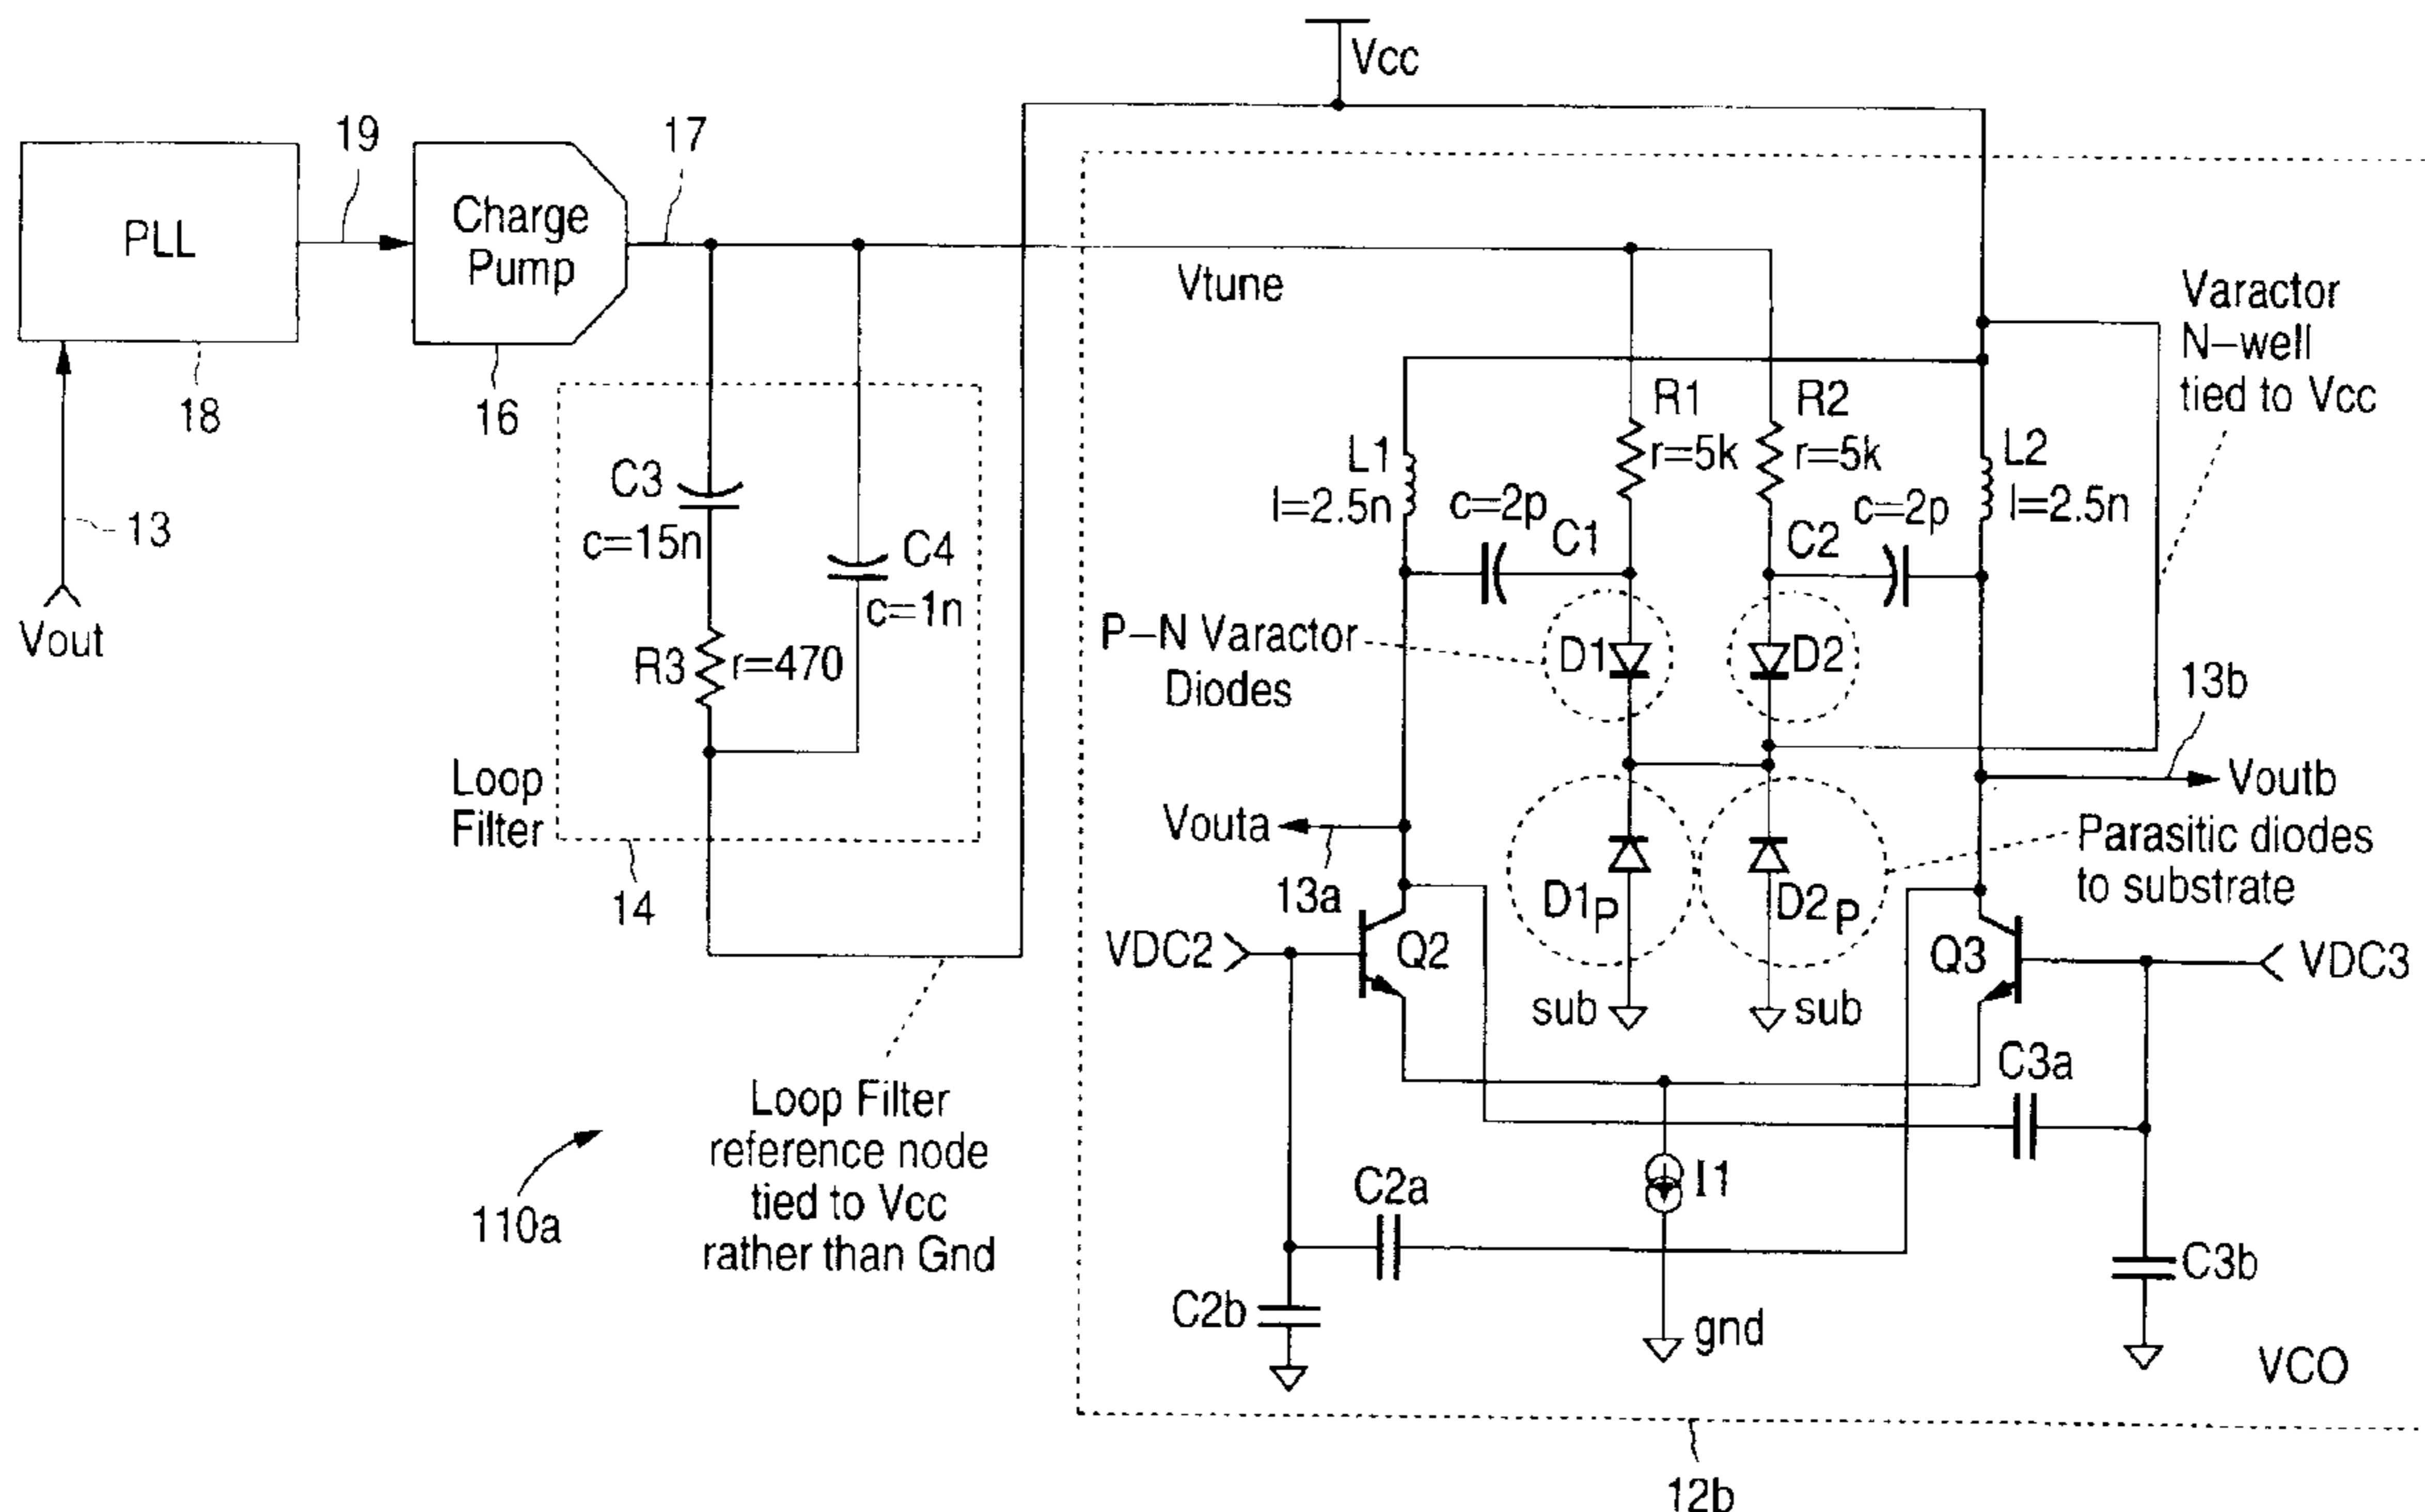 Vcc
19
17
PLL
Charge
Pump
18
16
13
Vout
Vtune
Varactor
N-well
tied to Vcc
C3
c=15n
C4
c=1n
R3
r=470
Loop
Filter
14
L1
l=2.5n
c=2p
C1
R1
r=5k
R2
r=5k
c=2p
C2
L2
l=2.5n
P-N Varactor
Diodes
D1
D2
13b
Voutb
Vouta
13a
D1P
D2P
Parasitic diodes
to substrate
VDC2
Q2
Q3
VDC3
sub
sub
C3a
Loop Filter
reference node
tied to Vcc
rather than Gnd
110a
C2a
I1
C2b
gnd
C3b
VCO
12b